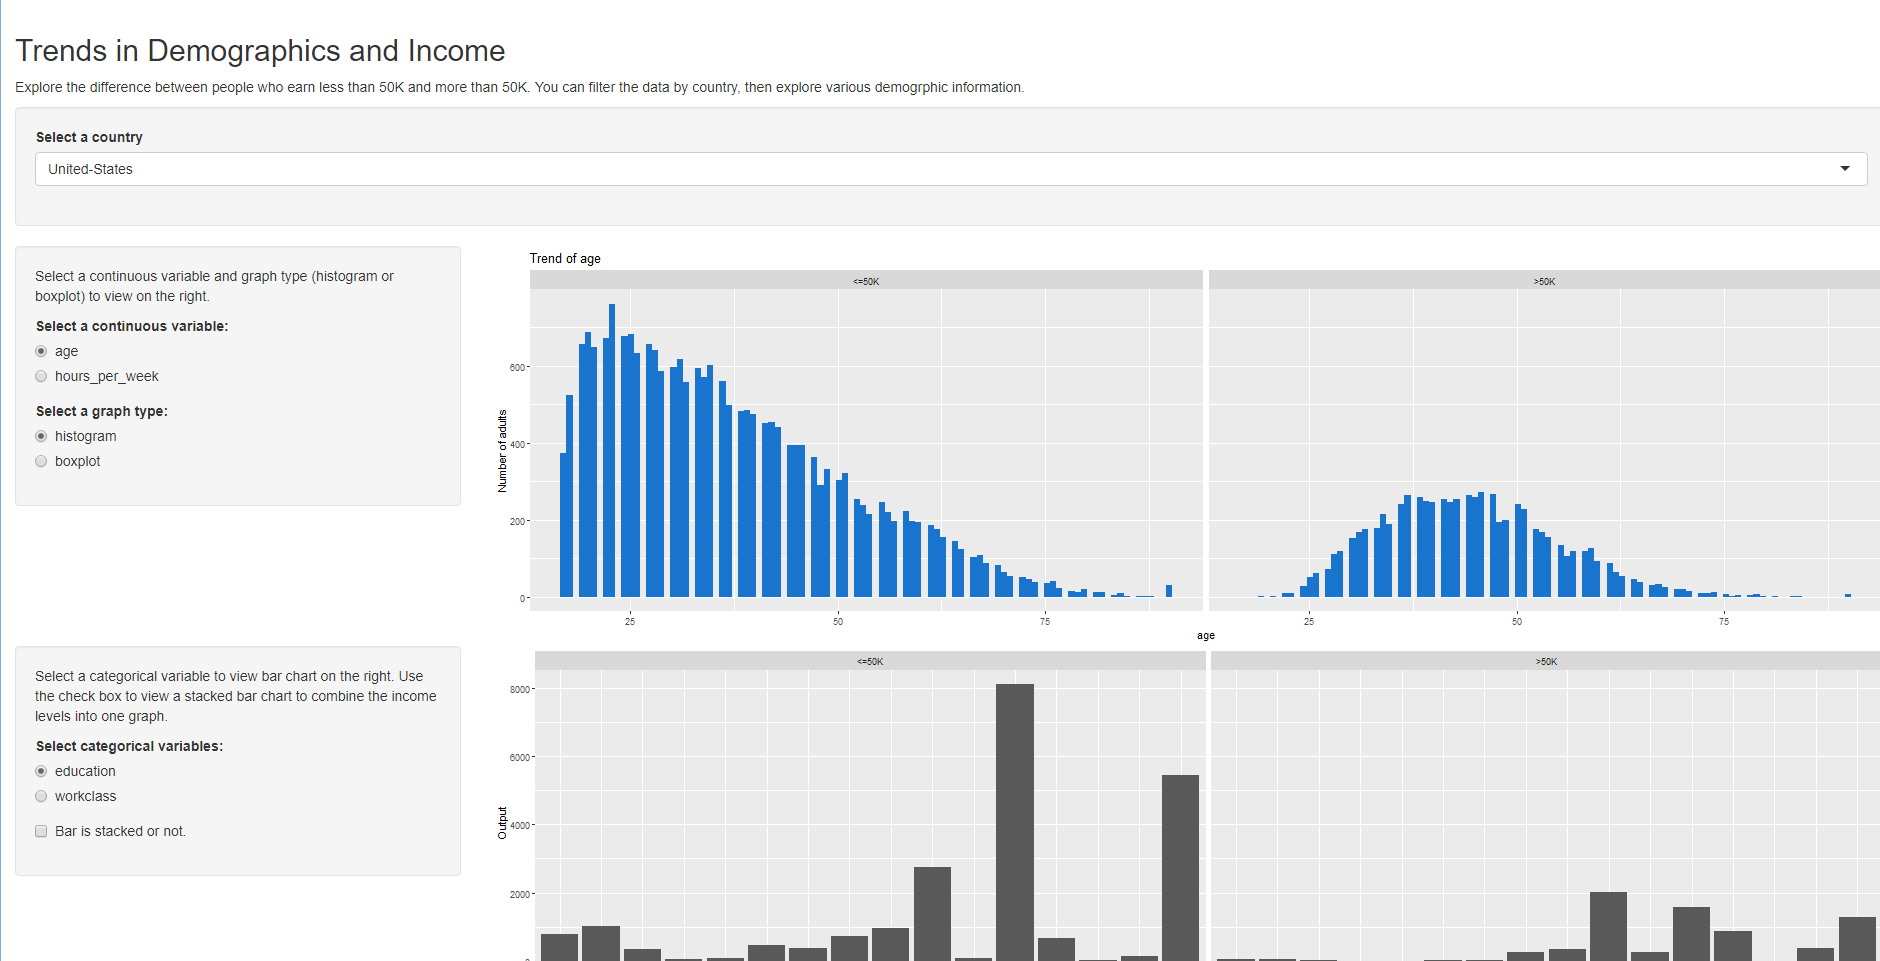 Trends in Demographics and Income
Explore the difference between people who earn less than 50K and more than 50K. You can filter the data by country, then explore various demogrphic information.
Select a country
United-States
Select a continuous variable and graph type (histogram or
boxplot) to view on the right.
Select a continuous variable:
age
hours_per_week
Select a graph type:
histogram
boxplot
Trend of age
<=50K
>50K
Number of adults
600
400
200
0
25
50
75
25
50
75
age
Select a categorical variable to view bar chart on the right. Use
the check box to view a stacked bar chart to combine the income
levels into one graph.
Select categorical variables:
education
workclass
Bar is stacked or not.
<=50K
>50K
Output
8000
6000
4000
2000